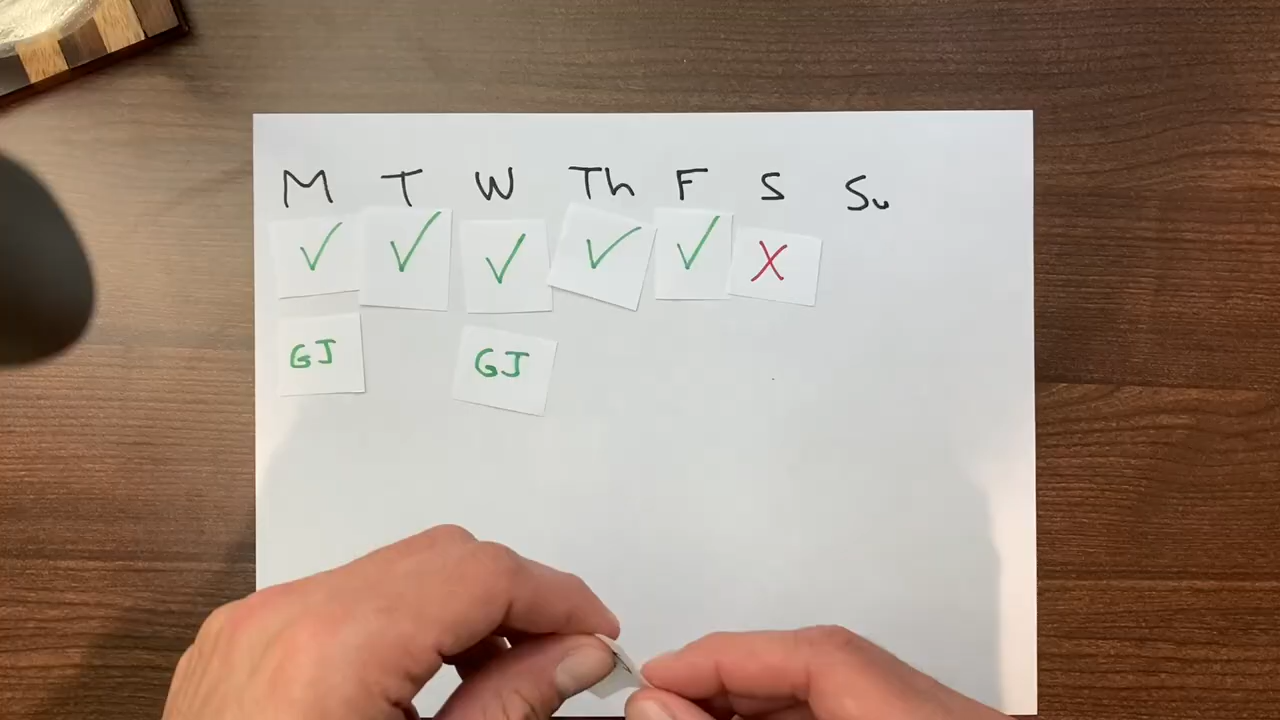 M T W Th F S Su
✓ ✓ ✓ ✓ ✓ X
GJ GJ